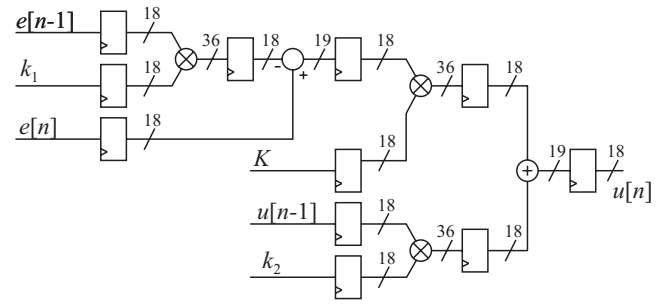 e[n-1] 18 36 18 19 18 36 18
k₁ 18
- +
e[n] 18
K 18
19 18
+
u[n]
u[n-1] 18 36 18
k₂ 18